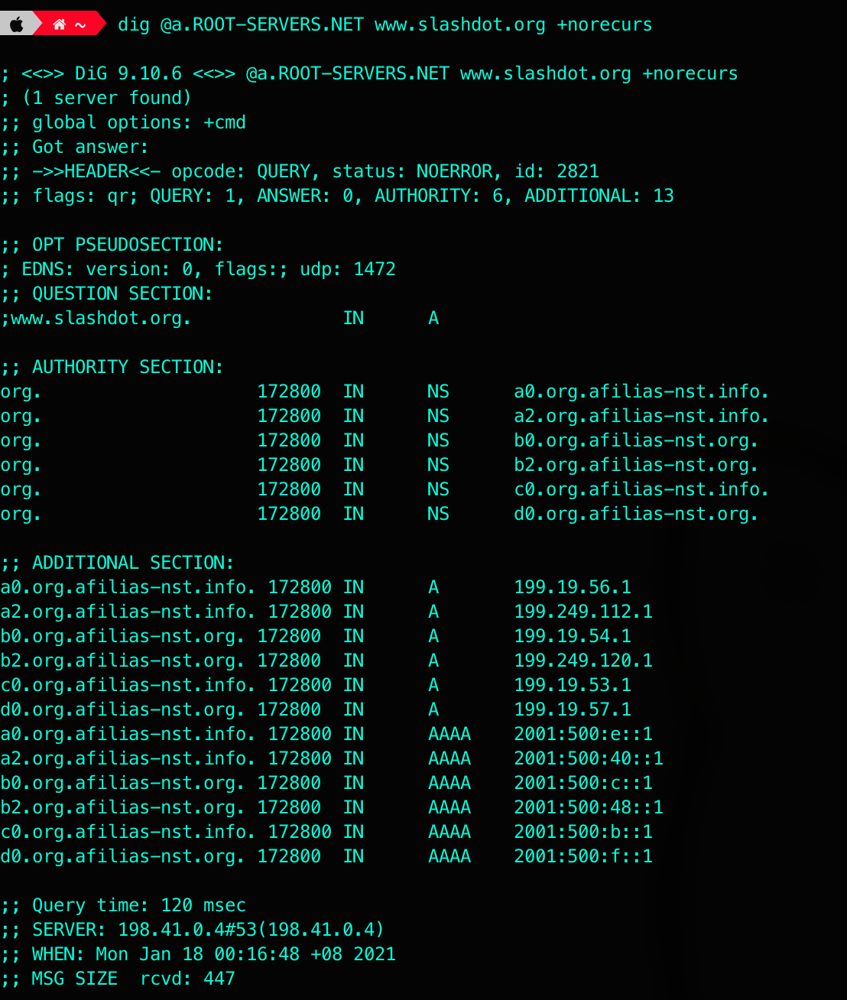 ~ dig @a.ROOT-SERVERS.NET www.slashdot.org +norecurs
; <<>> DiG 9.10.6 <<>> @a.ROOT-SERVERS.NET www.slashdot.org +norecurs
; (1 server found)
;; global options: +cmd
;; Got answer:
;; ->>HEADER<<- opcode: QUERY, status: NOERROR, id: 2821
;; flags: qr; QUERY: 1, ANSWER: 0, AUTHORITY: 6, ADDITIONAL: 13
;; OPT PSEUDOSECTION:
; EDNS: version: 0, flags:; udp: 1472
;; QUESTION SECTION:
;www.slashdot.org. IN A
;; AUTHORITY SECTION:
org. 172800 IN NS a0.org.afilias-nst.info.
org. 172800 IN NS a2.org.afilias-nst.info.
org. 172800 IN NS b0.org.afilias-nst.org.
org. 172800 IN NS b2.org.afilias-nst.org.
org. 172800 IN NS c0.org.afilias-nst.info.
org. 172800 IN NS d0.org.afilias-nst.org.
;; ADDITIONAL SECTION:
a0.org.afilias-nst.info. 172800 IN A 199.19.56.1
a2.org.afilias-nst.info. 172800 IN A 199.249.112.1
b0.org.afilias-nst.org. 172800 IN A 199.19.54.1
b2.org.afilias-nst.org. 172800 IN A 199.249.120.1
c0.org.afilias-nst.info. 172800 IN A 199.19.53.1
d0.org.afilias-nst.org. 172800 IN A 199.19.57.1
a0.org.afilias-nst.info. 172800 IN AAAA 2001:500:e::1
a2.org.afilias-nst.info. 172800 IN AAAA 2001:500:40::1
b0.org.afilias-nst.org. 172800 IN AAAA 2001:500:c::1
b2.org.afilias-nst.org. 172800 IN AAAA 2001:500:48::1
c0.org.afilias-nst.info. 172800 IN AAAA 2001:500:b::1
d0.org.afilias-nst.org. 172800 IN AAAA 2001:500:f::1
;; Query time: 120 msec
;; SERVER: 198.41.0.4#53(198.41.0.4)
;; WHEN: Mon Jan 18 00:16:48 +08 2021
;; MSG SIZE rcvd: 447